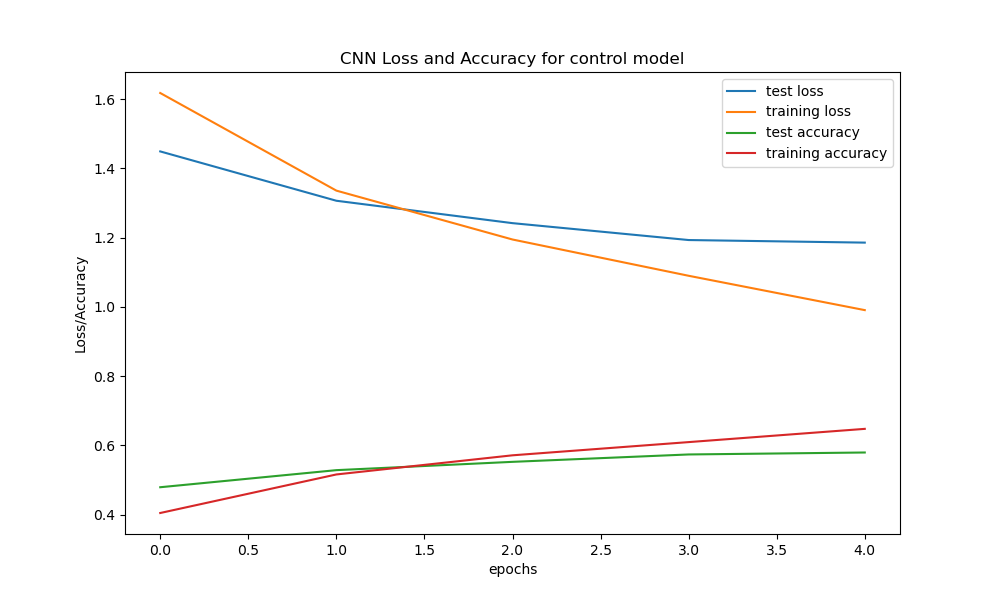 CNN Loss and Accuracy for control model
test loss
training loss
test accuracy
training accuracy
Loss/Accuracy
1.6
1.4
1.2
1.0
0.8
0.6
0.4
0.0 0.5 1.0 1.5 2.0 2.5 3.0 3.5 4.0
epochs